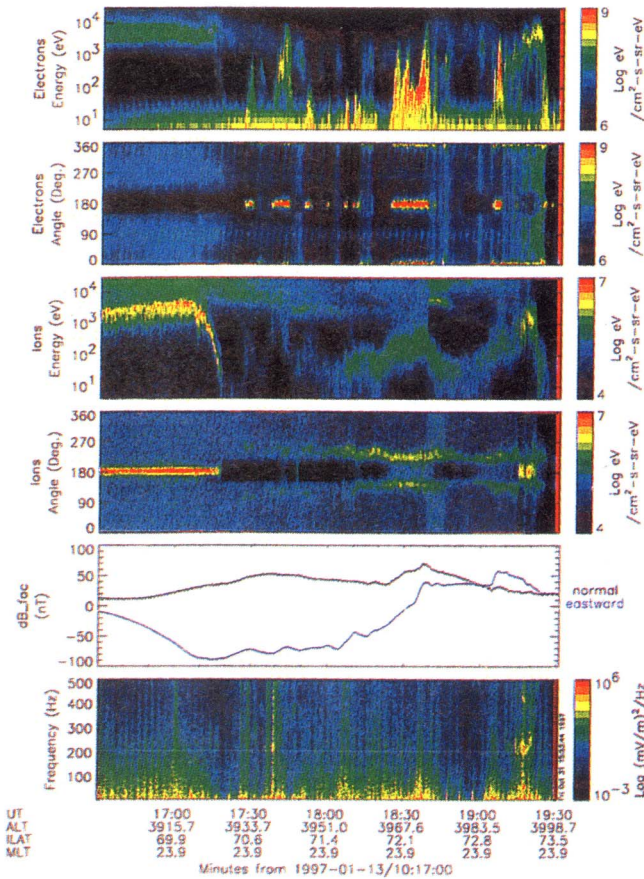 10⁴
10³
10²
10¹
Electrons
Energy (eV)
9
6
Log eV
/cm²-s-sr-eV
360
270
180
90
0
Electrons
Angle (Deg.)
9
6
Log eV
/cm²-s-sr-eV
10⁴
10³
10²
10¹
Ions
Energy (eV)
7
4
Log eV
/cm²-s-sr-eV
360
270
180
90
0
Ions
Angle (Deg.)
7
4
Log eV
/cm²-s-sr-eV
100
50
0
-50
-100
dB_fac
(nT)
normal
eastward
500
400
300
200
100
Frequency (Hz)
10⁶
10⁻³
Log (mV/m)²/Hz
UT 17:00 17:30 18:00 18:30 19:00 19:30
ALT 3915.7 3933.7 3951.0 3967.6 3983.5 3998.7
ILAT 69.9 70.6 71.4 72.1 72.8 73.5
MLT 23.9 23.9 23.9 23.9 23.9 23.9
Minutes from 1997-01-13/10:17:00